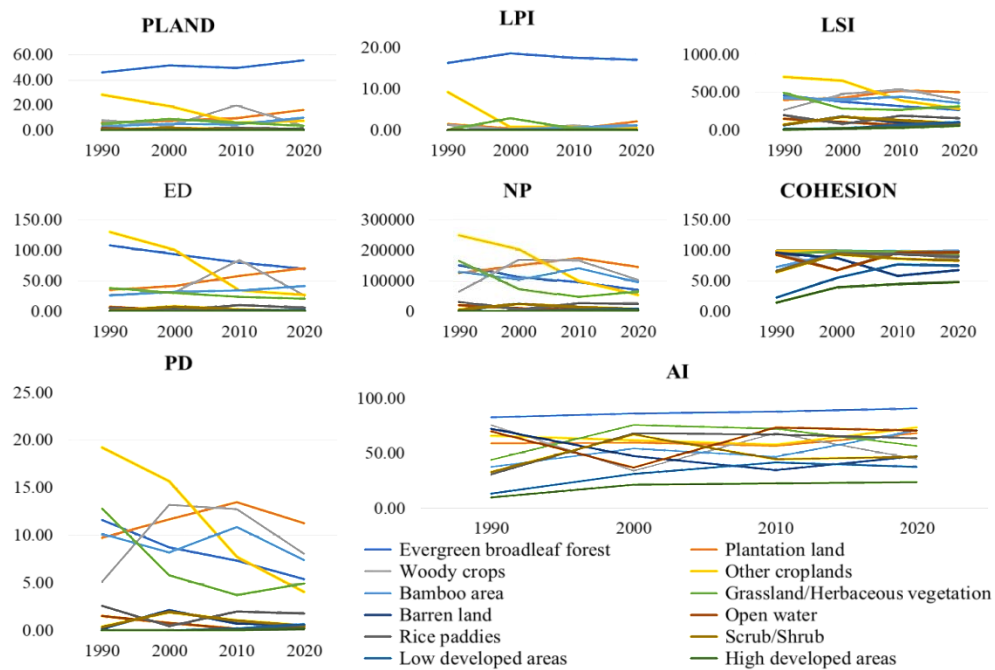 PLAND
60.00
40.00
20.00
0.00
1990 2000 2010 2020
LPI
20.00
10.00
0.00
1990 2000 2010 2020
LSI
1000.00
500.00
0.00
1990 2000 2010 2020
ED
150.00
100.00
50.00
0.00
1990 2000 2010 2020
NP
300000
200000
100000
0
1990 2000 2010 2020
COHESION
150.00
100.00
50.00
0.00
1990 2000 2010 2020
PD
25.00
20.00
15.00
10.00
5.00
0.00
1990 2000 2010 2020
AI
100.00
50.00
0.00
1990 2000 2010 2020
Evergreen broadleaf forest
Plantation land
Woody crops
Other croplands
Bamboo area
Grassland/Herbaceous vegetation
Barren land
Open water
Rice paddies
Scrub/Shrub
Low developed areas
High developed areas